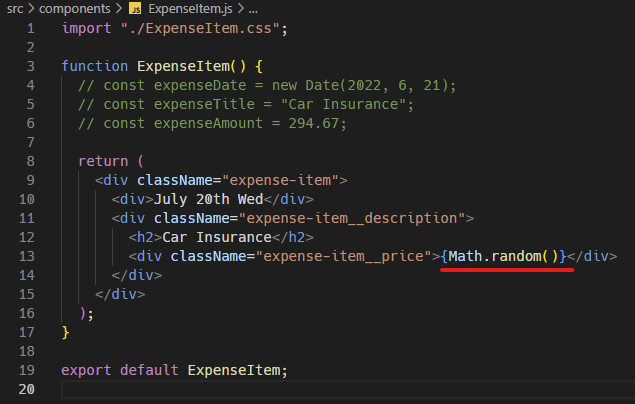 src > components > JS ExpenseItem.js > ...
1 import "./ExpenseItem.css";
2
3 function ExpenseItem() {
4   // const expenseDate = new Date(2022, 6, 21);
5   // const expenseTitle = "Car Insurance";
6   // const expenseAmount = 294.67;
7
8   return (
9     <div className="expense-item">
10       <div>July 20th Wed</div>
11       <div className="expense-item__description">
12         <h2>Car Insurance</h2>
13         <div className="expense-item__price">{Math.random()}</div>
14       </div>
15     </div>
16   );
17 }
18
19 export default ExpenseItem;
20